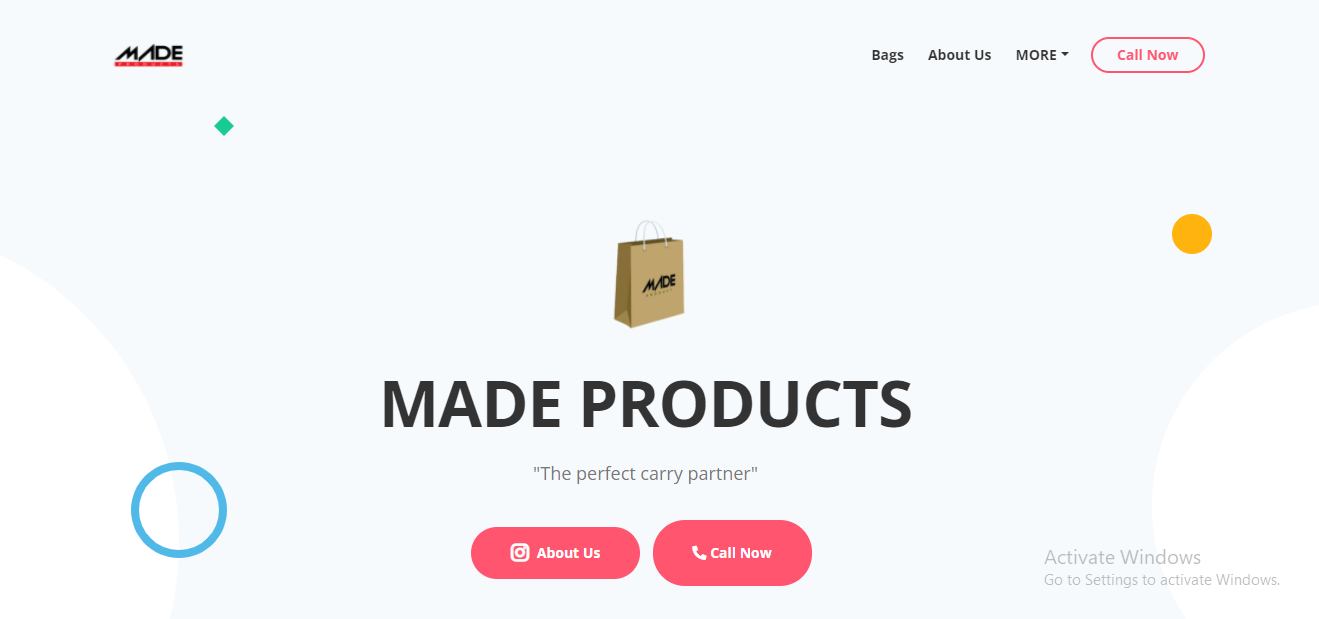 MADE
PRODUCTS
Bags
About Us
MORE
Call Now
MADE
MADE PRODUCTS
"The perfect carry partner"
About Us
Call Now
Activate Windows
Go to Settings to activate Windows.